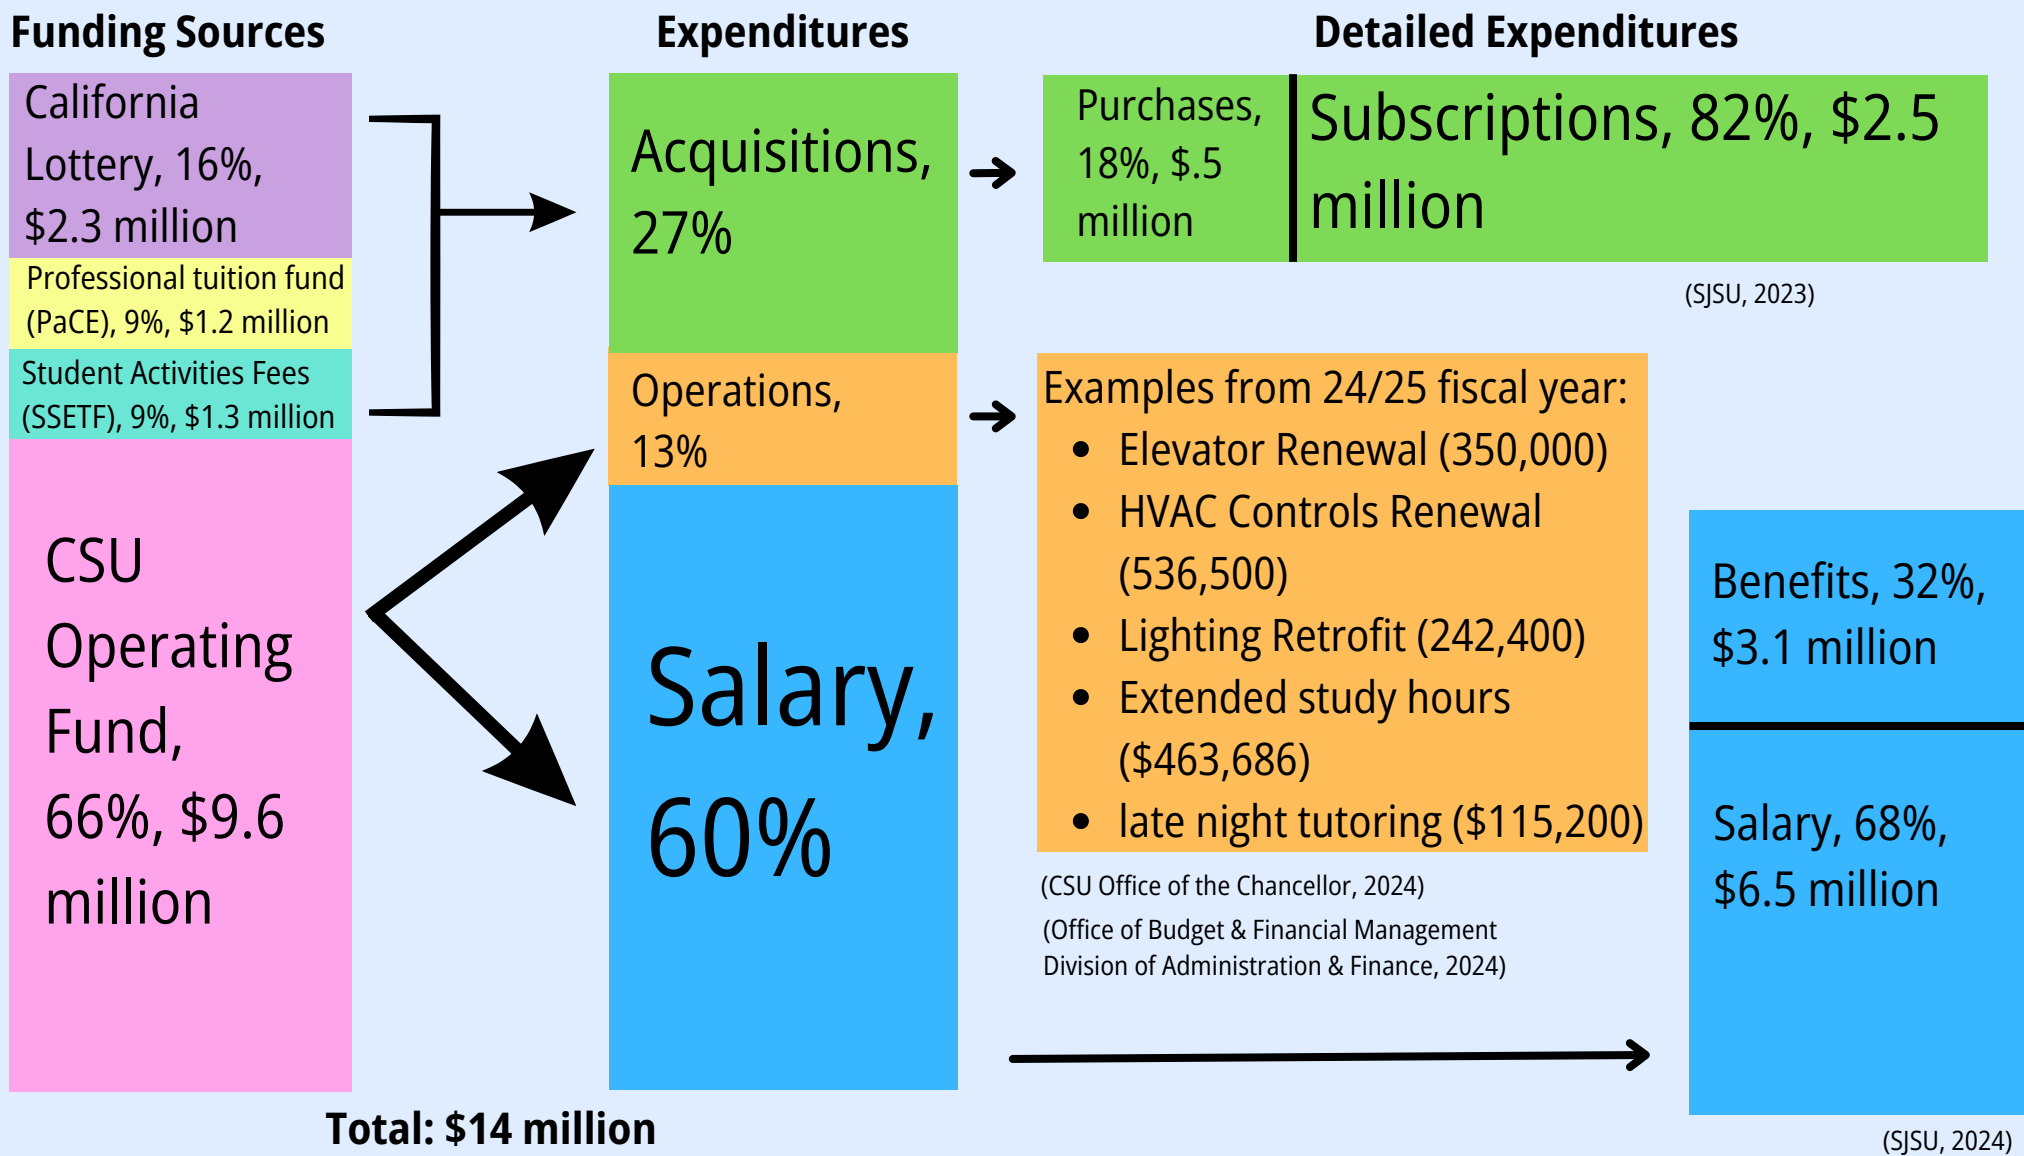 Funding Sources
Expenditures
Detailed Expenditures
California
Lottery, 16%,
$2.3 million
Professional tuition fund
(PaCE), 9%, $1.2 million
Student Activities Fees
(SSETF), 9%, $1.3 million
CSU
Operating
Fund,
66%, $9.6
million
Acquisitions,
27%
Operations,
13%
Salary,
60%
Purchases,
18%, $.5
million
Subscriptions, 82%, $2.5
million
(SJSU, 2023)
Examples from 24/25 fiscal year:
• Elevator Renewal (350,000)
• HVAC Controls Renewal
(536,500)
• Lighting Retrofit (242,400)
• Extended study hours
($463,686)
• late night tutoring ($115,200)
(CSU Office of the Chancellor, 2024)
(Office of Budget & Financial Management
Division of Administration & Finance, 2024)
Benefits, 32%,
$3.1 million
Salary, 68%,
$6.5 million
Total: $14 million
(SJSU, 2024)